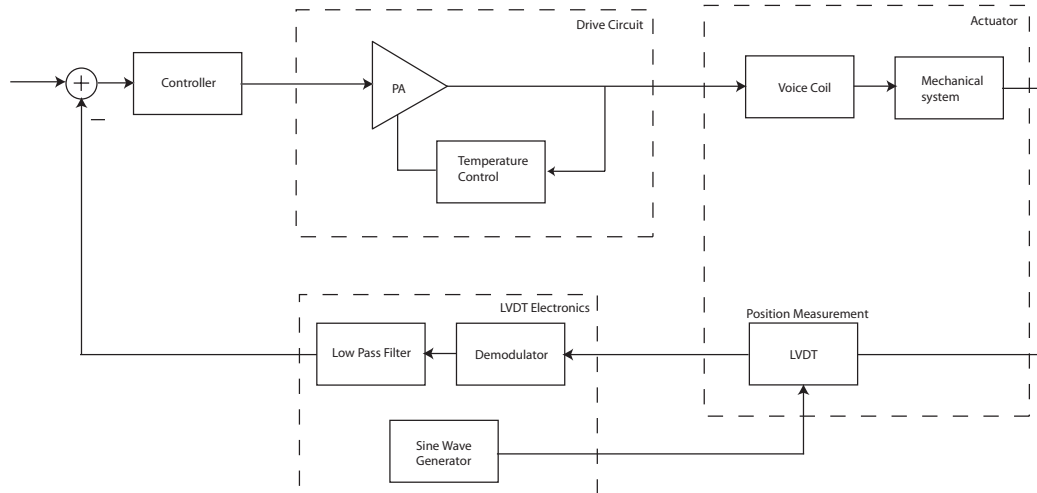 Drive Circuit
Actuator
+
−
Controller
PA
Temperature
Control
Voice Coil
Mechanical
system
LVDT Electronics
Position Measurement
Low Pass Filter
Demodulator
LVDT
Sine Wave
Generator